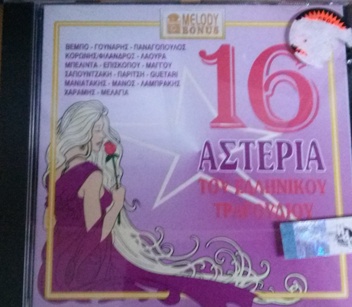 MELODY
BONUS
ΒΕΜΠΟ - ΓΟΥΝΑΡΗΣ - ΠΑΝΑΓΟΠΟΥΛΟΣ
ΚΟΡΩΝΗΣ/ΦΙΛΑΝΔΡΟΣ - ΛΑΟΥΡΑ
ΜΠΕΛΙΝΤΑ - ΕΠΙΣΚΟΠΟΥ - ΜΑΓΓΟΥ
ΣΑΠΟΥΝΤΖΑΚΗ - ΠΑΡΙΤΣΗ - GUETARI
ΜΑΝΙΑΤΑΚΗΣ - ΜΑΝΟΣ - ΛΑΜΠΡΑΚΗΣ
ΧΑΡΑΜΗΣ - ΜΕΛΑΓΙΑ
16
ΑΣΤΕΡΙΑ
ΤΟΥ ΕΛΛΗΝΙΚΟΥ
ΤΡΑΓΟΥΔΙΟΥ